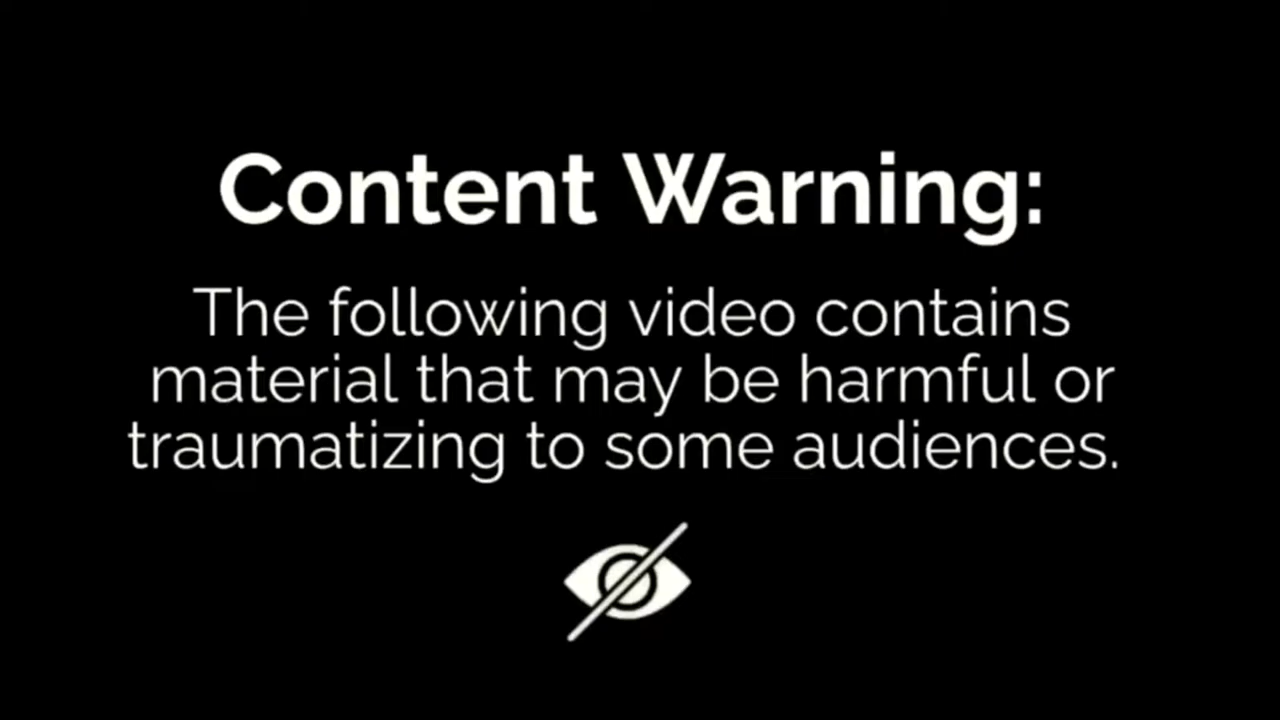 Content Warning:
The following video contains
material that may be harmful or
traumatizing to some audiences.